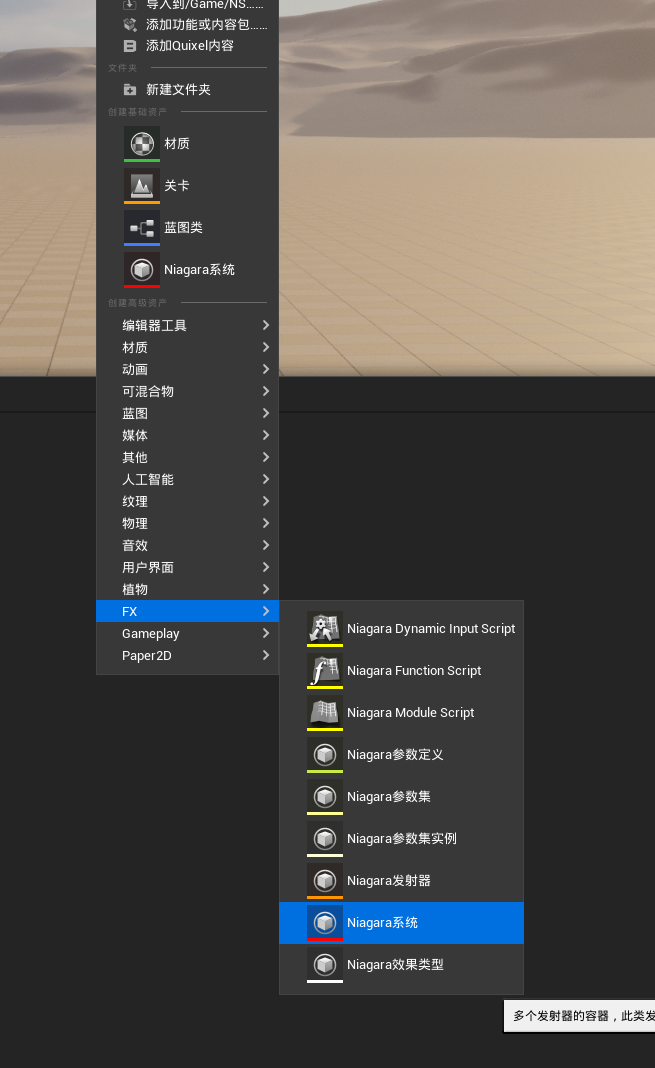 导入到/Game/NS......
添加功能或内容包......
添加Quixel内容
文件夹
新建文件夹
创建基础资产
材质
关卡
蓝图类
Niagara系统
创建高级资产
编辑器工具
材质
动画
可混合物
蓝图
媒体
其他
人工智能
纹理
物理
音效
用户界面
植物
FX
Gameplay
Paper2D
Niagara Dynamic Input Script
Niagara Function Script
Niagara Module Script
Niagara参数定义
Niagara参数集
Niagara参数集实例
Niagara发射器
Niagara系统
Niagara效果类型
多个发射器的容器，此类发